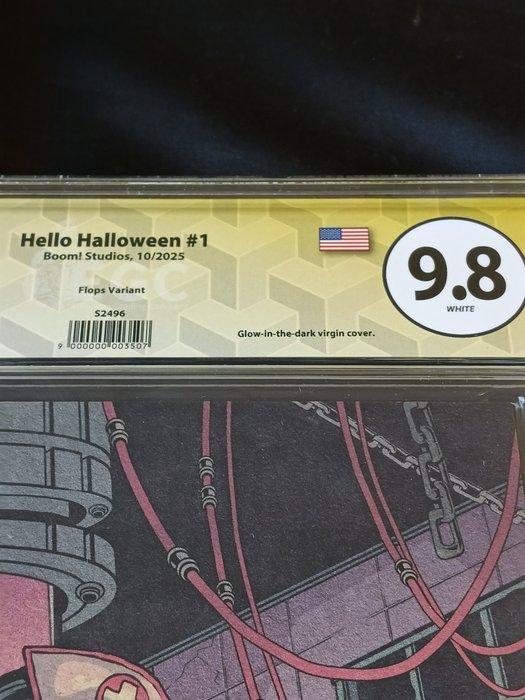 Hello Halloween #1
Boom! Studios, 10/2025
Flops Variant
S2496
9 000000 003507
Glow-in-the-dark virgin cover.
9.8
WHITE